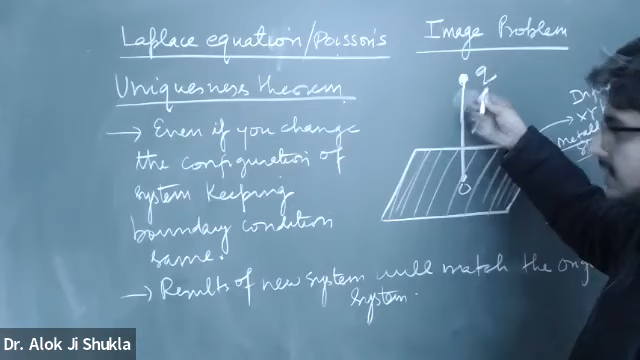 Laplace equation/Poisson's
Uniqueness theorem
→ Even if you change
the configuration of
system keeping
boundary condition
same.
→ Results of new system will match the
system.
Image Problem
q
O
Dr. Alok Ji Shukla